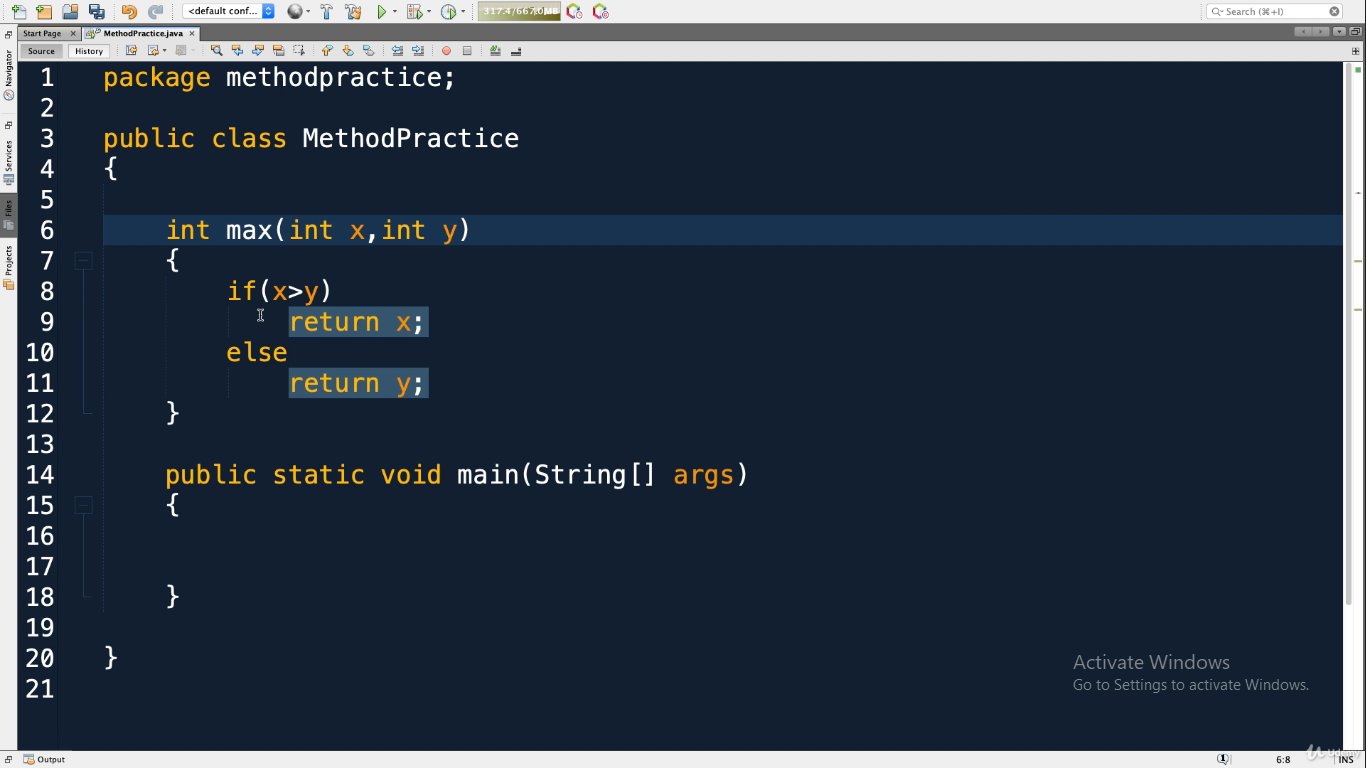 <default conf...
317.4/667.0MB
Search (⌘+I)
Start Page
MethodPractice.java
Source
History
Navigator
Services
Files
Projects
1 package methodpractice;
2
3 public class MethodPractice
4 {
5
6 int max(int x,int y)
7 {
8 if(x>y)
9 return x;
10 else
11 return y;
12 }
13
14 public static void main(String[] args)
15 {
16
17
18 }
19
20 }
21
Activate Windows
Go to Settings to activate Windows.
Output
1
6:8
Udemy
INS